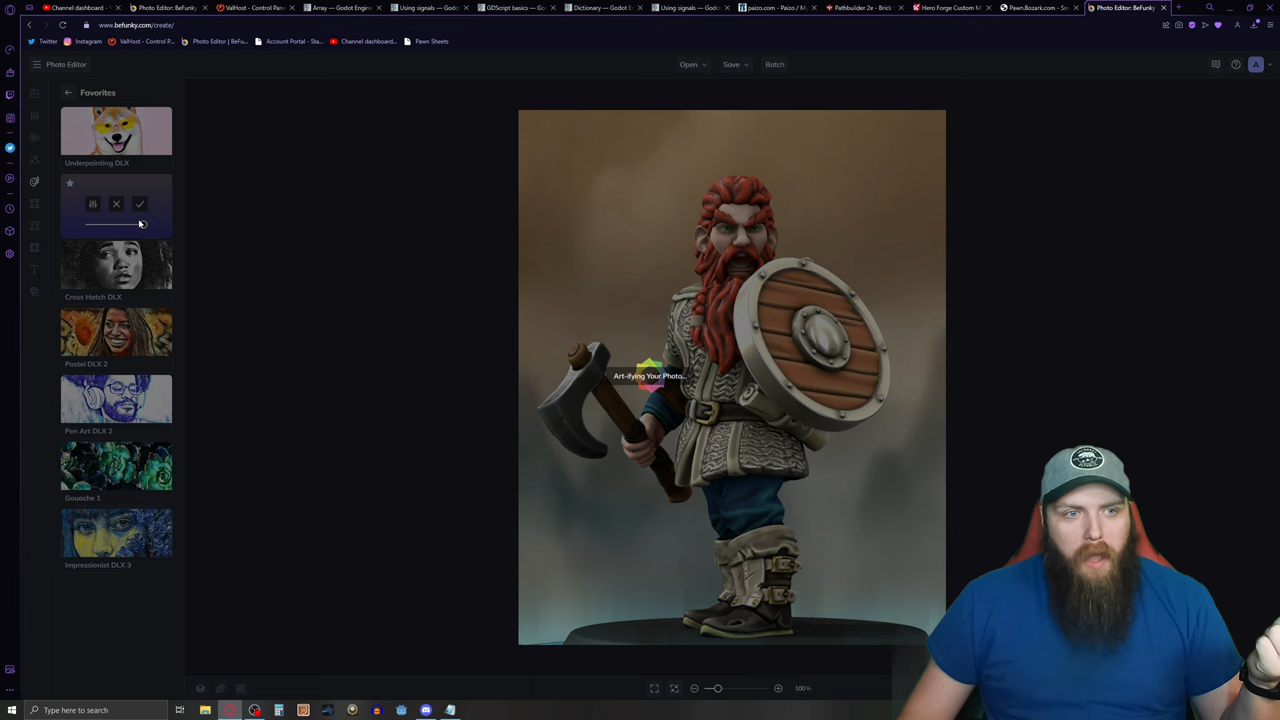 Channel dashboard -
Photo Editor: BeFunky
ValHost - Control Pan
Array — Godot Engine
Using signals — Godot
GDScript basics — Go
Dictionary — Godot E
Using signals — Godot
paizo.com - Paizo / M
Pathbuilder 2e - Brick
Hero Forge Custom M
Pawn.Bozark.com - Sm
Photo Editor: BeFunky
www.befunky.com/create/
Twitter
Instagram
ValHost - Control P...
Photo Editor | BeFu...
Account Portal - Sta...
Channel dashboard...
Pawn Sheets
Photo Editor
Open
Save
Batch
A
Favorites
Underpainting DLX
Cross Hatch DLX
Pastel DLX 2
Pen Art DLX 2
Gouache 1
Impressionist DLX 3
Art-ifying Your Photo...
100%
Type here to search